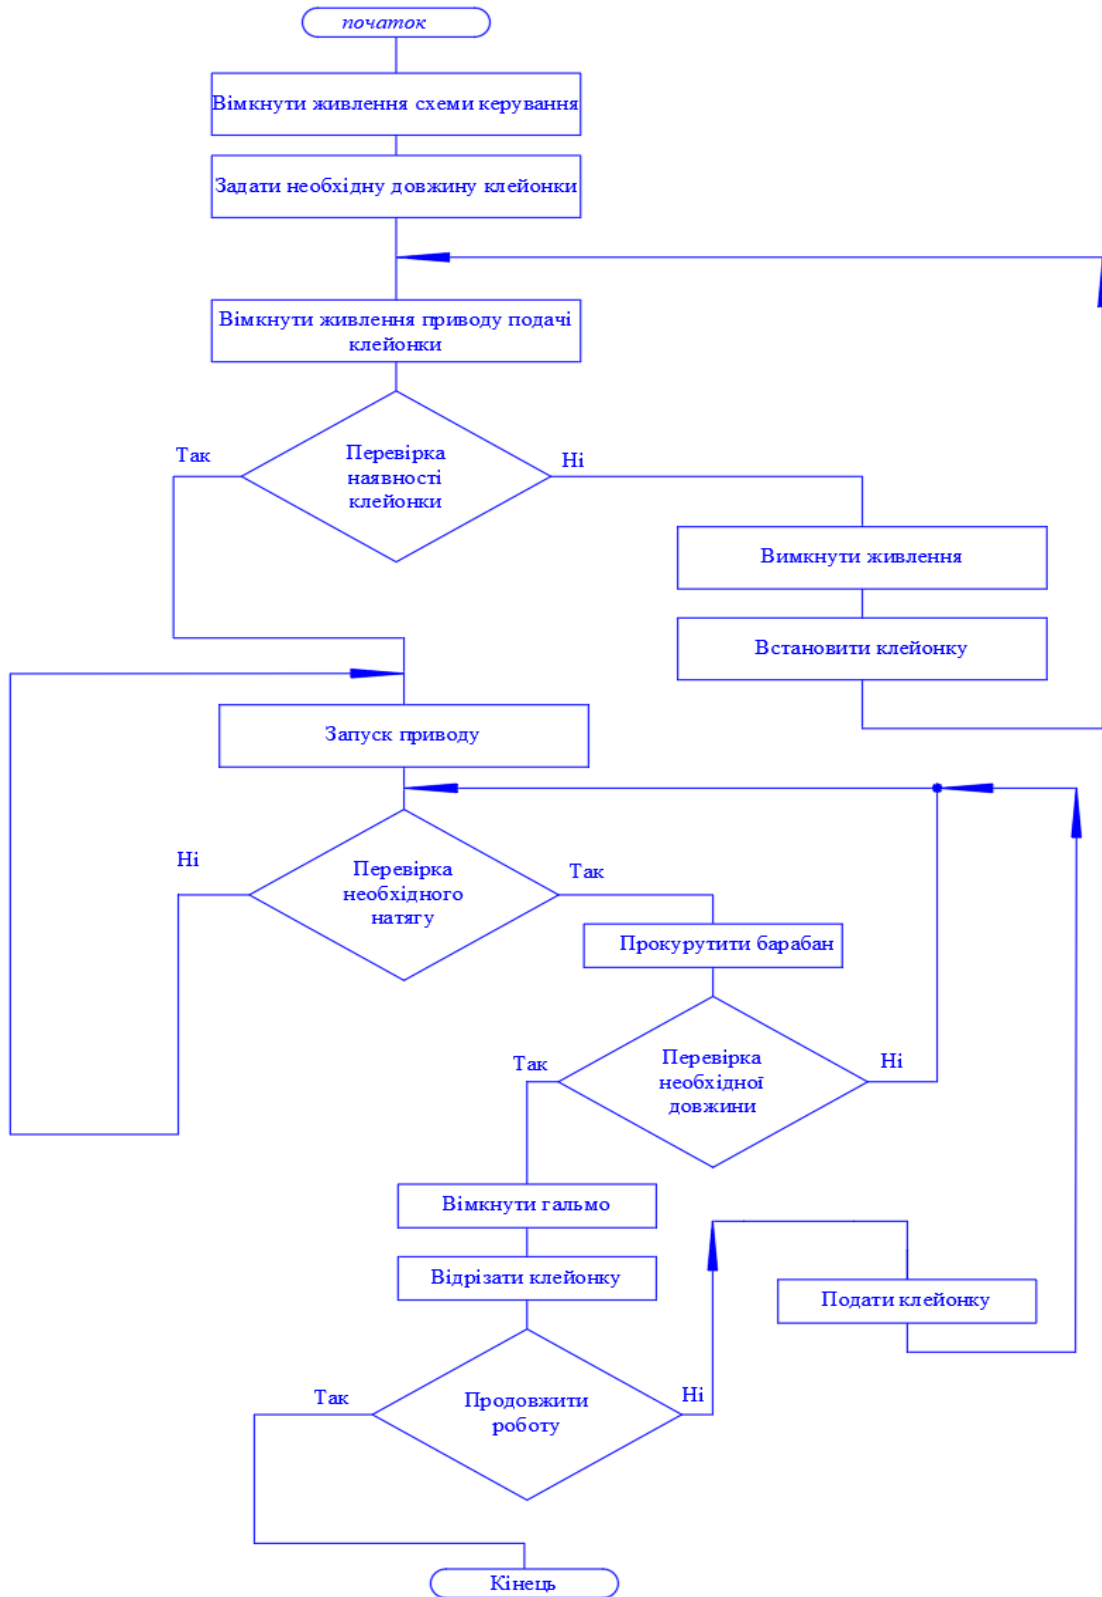 початок
Вімкнути живлення схеми керування
Задати необхідну довжину клейонки
Вімкнути живлення приводу подачі
клейонки
Так
Перевірка
наявності
клейонки
Ні
Вимкнути живлення
Встановити клейонку
Запуск приводу
Ні
Перевірка
необхідного
натягу
Так
Прокурутити барабан
Так
Перевірка
необхідної
довжини
Ні
Вімкнути гальмо
Відрізати клейонку
Подати клейонку
Так
Продовжити
роботу
Ні
Кінець